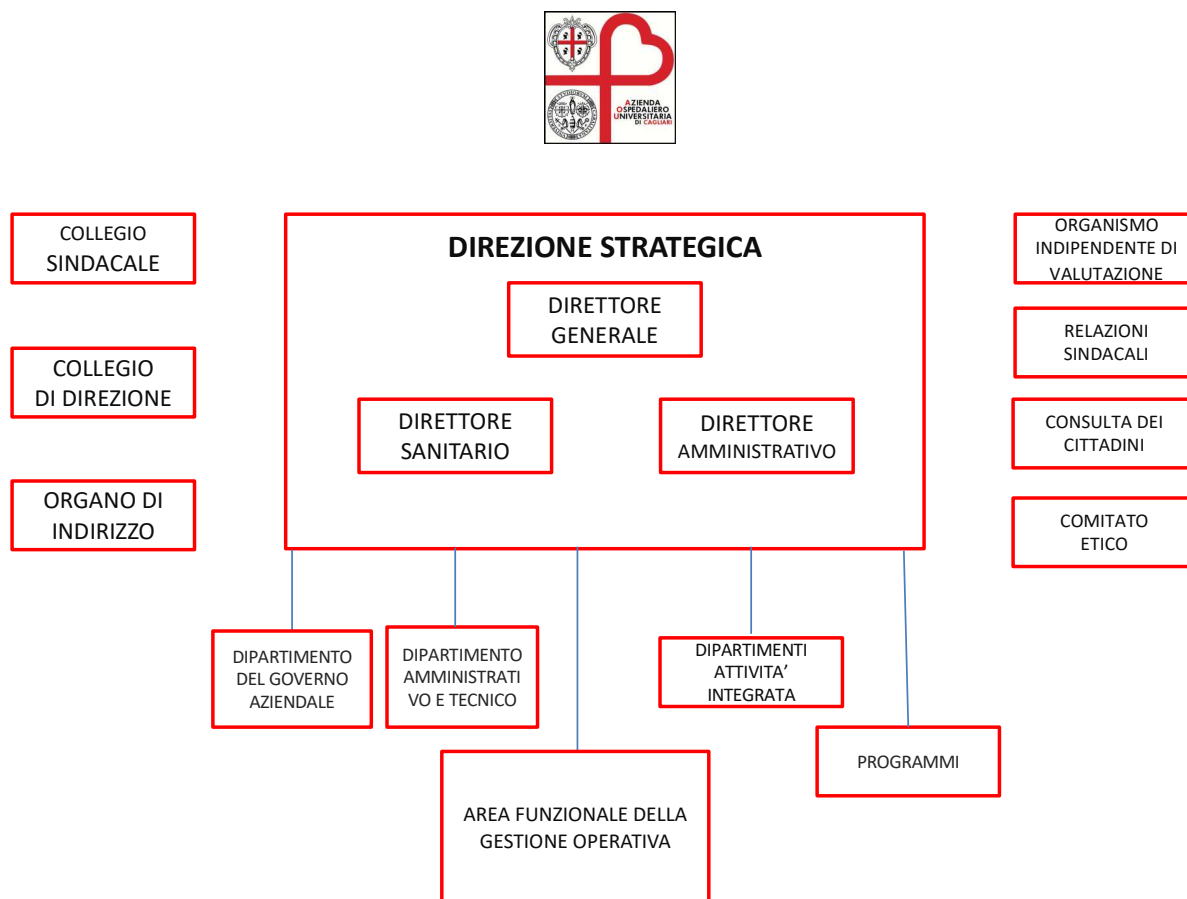 AZIENDA
OSPEDALIERO
UNIVERSITARIA
DI CAGLIARI
COLLEGIO
SINDACALE
COLLEGIO
DI DIREZIONE
ORGANO DI
INDIRIZZO
DIREZIONE STRATEGICA
DIRETTORE
GENERALE
DIRETTORE
SANITARIO
DIRETTORE
AMMINISTRATIVO
ORGANISMO
INDIPENDENTE DI
VALUTAZIONE
RELAZIONI
SINDACALI
CONSULTA DEI
CITTADINI
COMITATO
ETICO
DIPARTIMENTO
DEL GOVERNO
AZIENDALE
DIPARTIMENTO
AMMINISTRATI
VO E TECNICO
DIPARTIMENTI
ATTIVITA’
INTEGRATA
PROGRAMMI
AREA FUNZIONALE DELLA
GESTIONE OPERATIVA